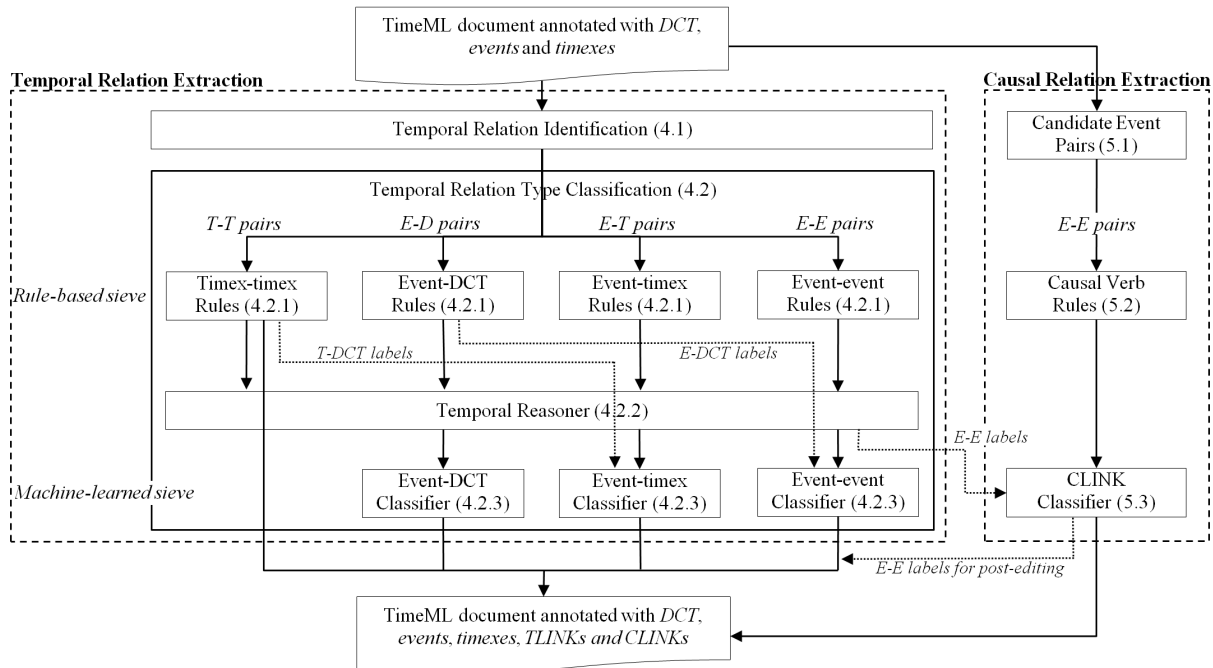 TimeML document annotated with DCT,
events and timexes
Temporal Relation Extraction
Causal Relation Extraction
Temporal Relation Identification (4.1)
Candidate Event
Pairs (5.1)
Temporal Relation Type Classification (4.2)
T-T pairs
E-D pairs
E-T pairs
E-E pairs
E-E pairs
Rule-based sieve
Timex-timex
Rules (4.2.1)
Event-DCT
Rules (4.2.1)
Event-timex
Rules (4.2.1)
Event-event
Rules (4.2.1)
Causal Verb
Rules (5.2)
T-DCT labels
E-DCT labels
Temporal Reasoner (4.2.2)
E-E labels
Machine-learned sieve
Event-DCT
Classifier (4.2.3)
Event-timex
Classifier (4.2.3)
Event-event
Classifier (4.2.3)
CLINK
Classifier (5.3)
E-E labels for post-editing
TimeML document annotated with DCT,
events, timexes, TLINKs and CLINKs